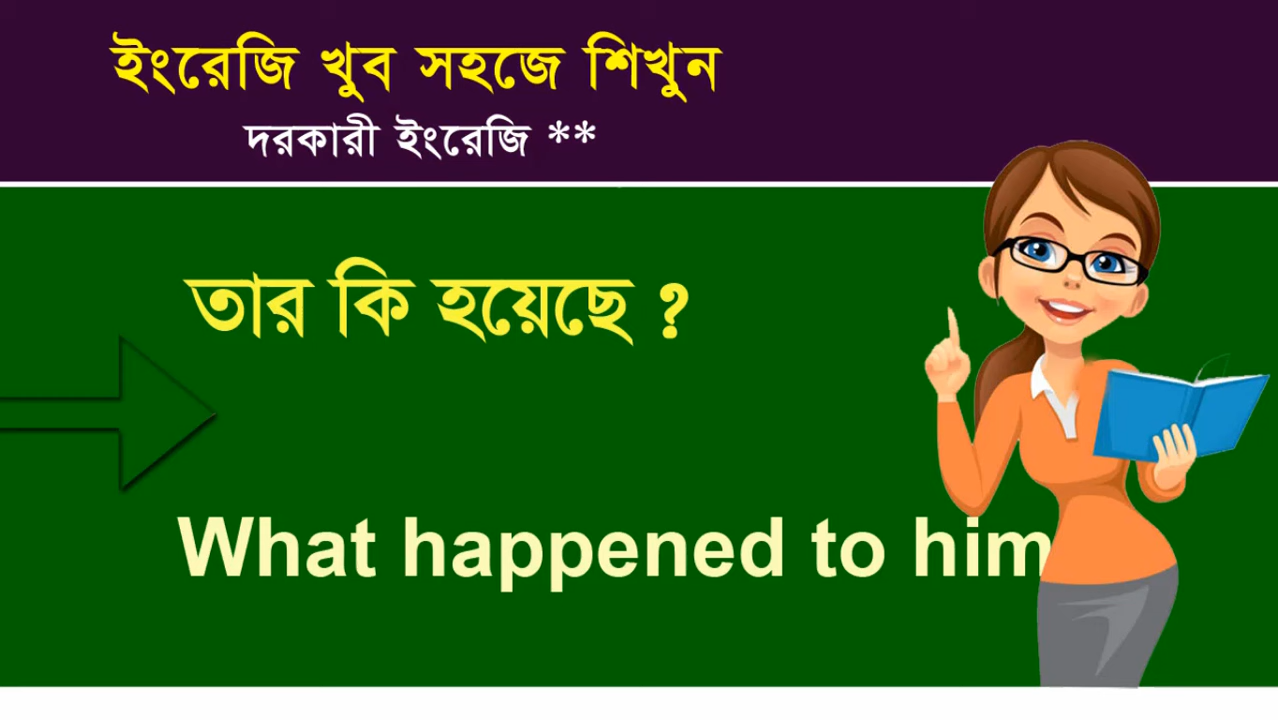 ইংরেজি খুব সহজে শিখুন
দরকারী ইংরেজি **
তার কি হয়েছে ?
What happened to him